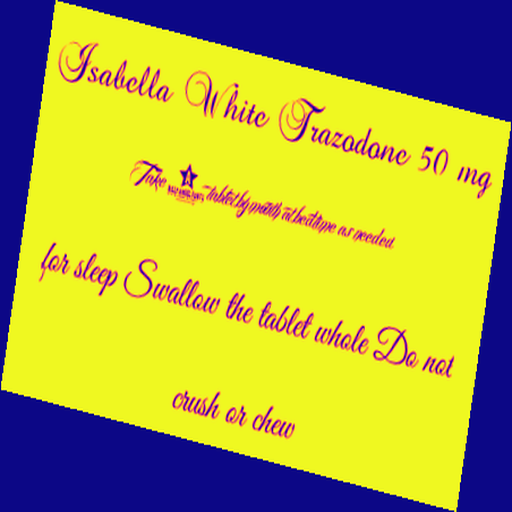 Isabella White Trazodone 50 mg
Take 1 tablet by mouth at bedtime as needed
for sleep Swallow the tablet whole Do not
crush or chew